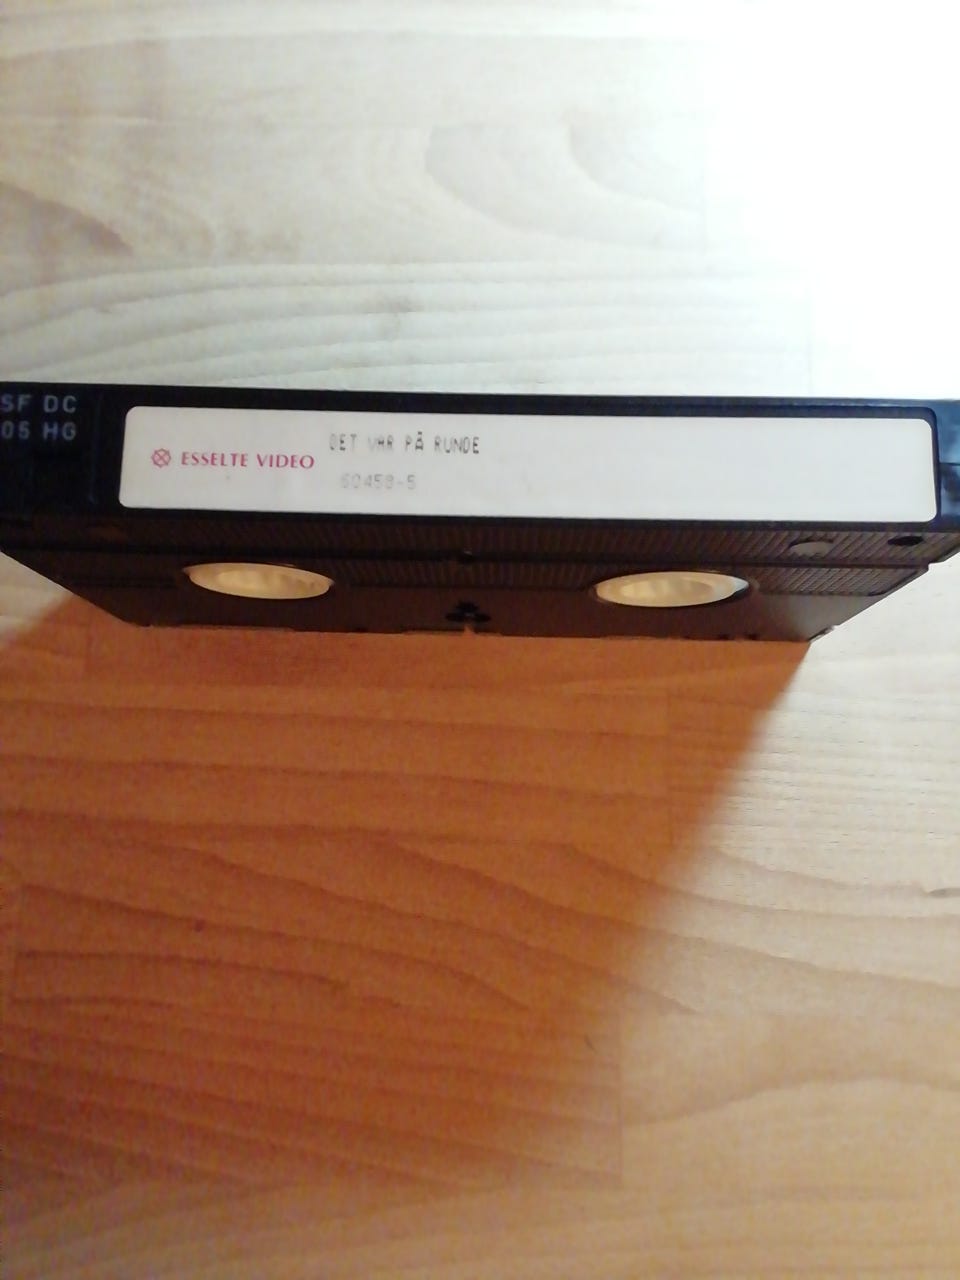 SF DC
05 HG
ESSELTE VIDEO
DET VAR PÅ RUNDE
60458-5